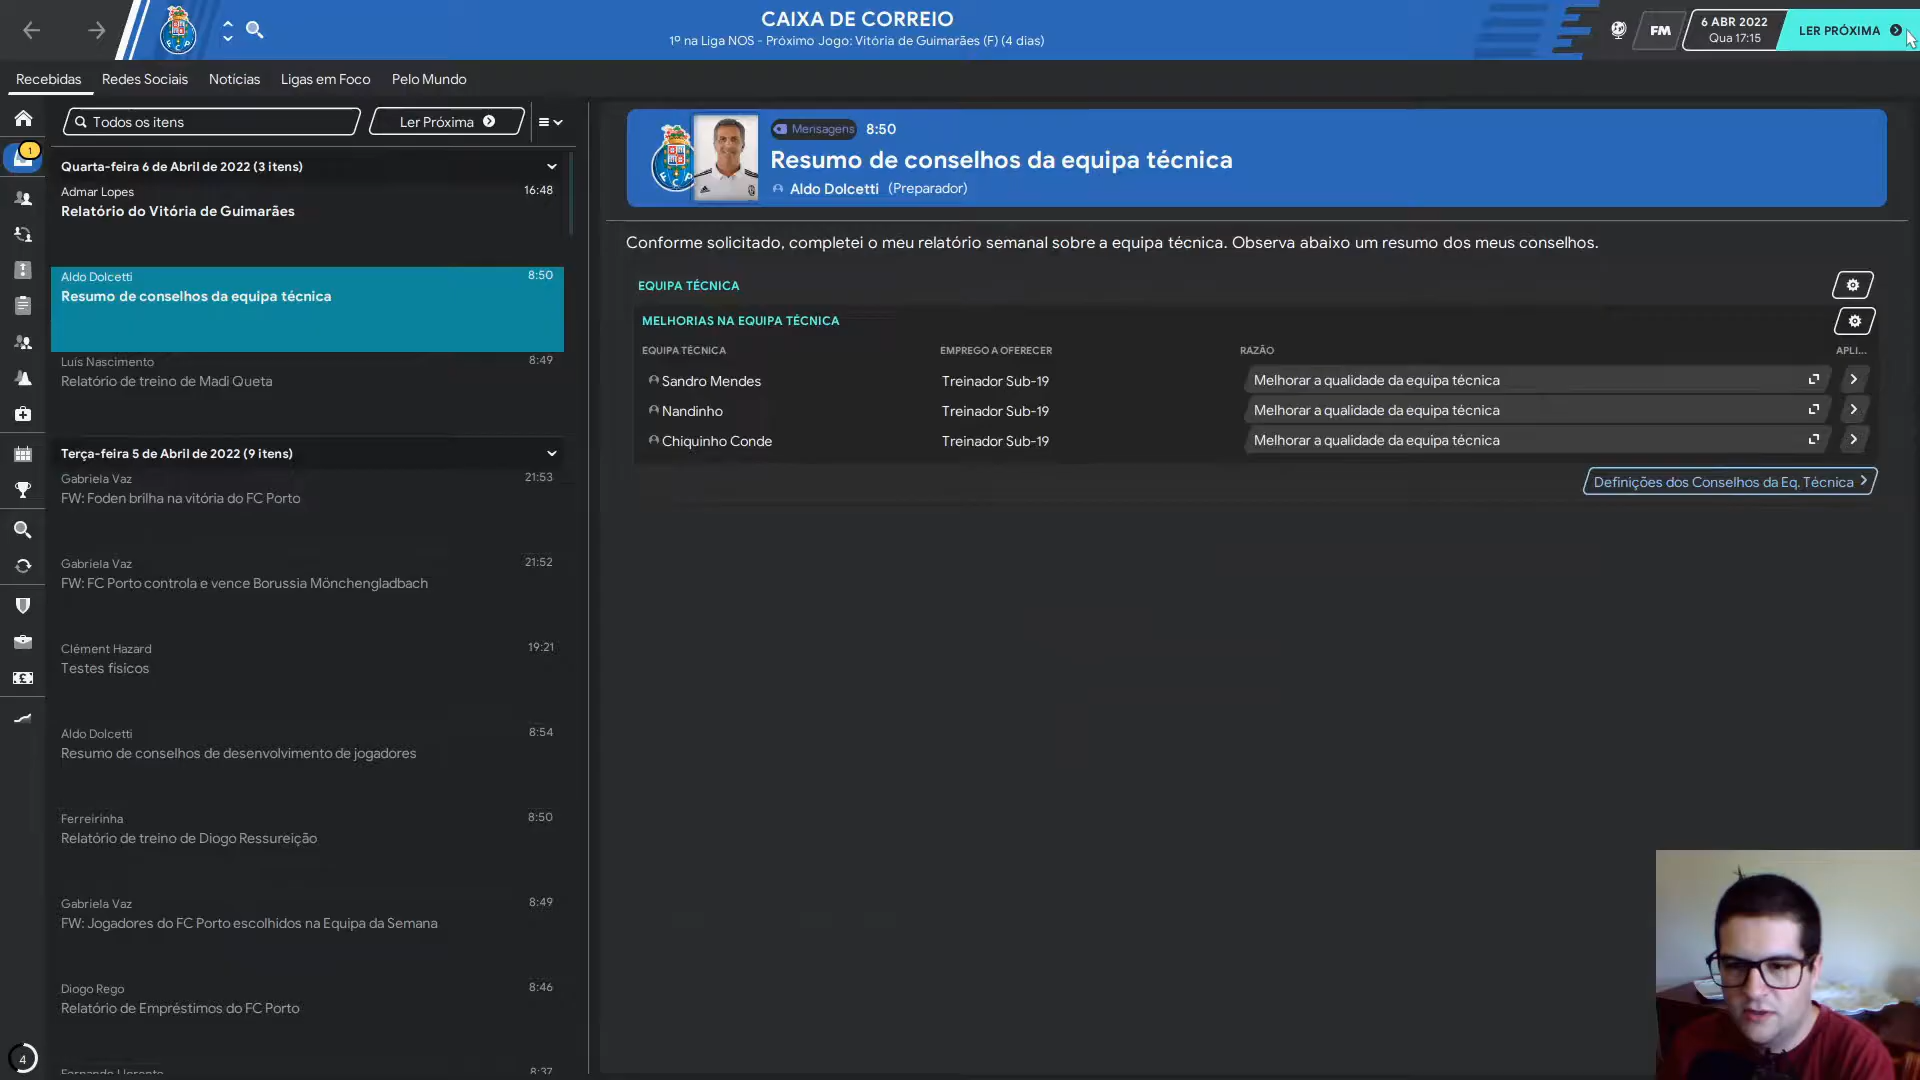 CAIXA DE CORREIO
1º na Liga NOS - Próximo Jogo: Vitória de Guimarães (F) (4 dias)
FM
6 ABR 2022
Qua 17:15
LER PRÓXIMA
Recebidas
Redes Sociais
Notícias
Ligas em Foco
Pelo Mundo
Todos os itens
Ler Próxima
1
Quarta-feira 6 de Abril de 2022 (3 itens)
Admar Lopes
16:48
Relatório do Vitória de Guimarães
Aldo Dolcetti
8:50
Resumo de conselhos da equipa técnica
Luís Nascimento
8:49
Relatório de treino de Madi Queta
Terça-feira 5 de Abril de 2022 (9 itens)
Gabriela Vaz
21:53
FW: Foden brilha na vitória do FC Porto
Gabriela Vaz
21:52
FW: FC Porto controla e vence Borussia Mönchengladbach
Clément Hazard
19:21
Testes físicos
Aldo Dolcetti
8:54
Resumo de conselhos de desenvolvimento de jogadores
Ferreirinha
8:50
Relatório de treino de Diogo Ressureição
Gabriela Vaz
8:49
FW: Jogadores do FC Porto escolhidos na Equipa da Semana
Diogo Rego
8:46
Relatório de Empréstimos do FC Porto
8:37
4
Mensagens
8:50
Resumo de conselhos da equipa técnica
Aldo Dolcetti (Preparador)
Conforme solicitado, completei o meu relatório semanal sobre a equipa técnica. Observa abaixo um resumo dos meus conselhos.
EQUIPA TÉCNICA
MELHORIAS NA EQUIPA TÉCNICA
EQUIPA TÉCNICA
EMPREGO A OFERECER
RAZÃO
APLI...
Sandro Mendes
Treinador Sub-19
Melhorar a qualidade da equipa técnica
Nandinho
Treinador Sub-19
Melhorar a qualidade da equipa técnica
Chiquinho Conde
Treinador Sub-19
Melhorar a qualidade da equipa técnica
Definições dos Conselhos da Eq. Técnica